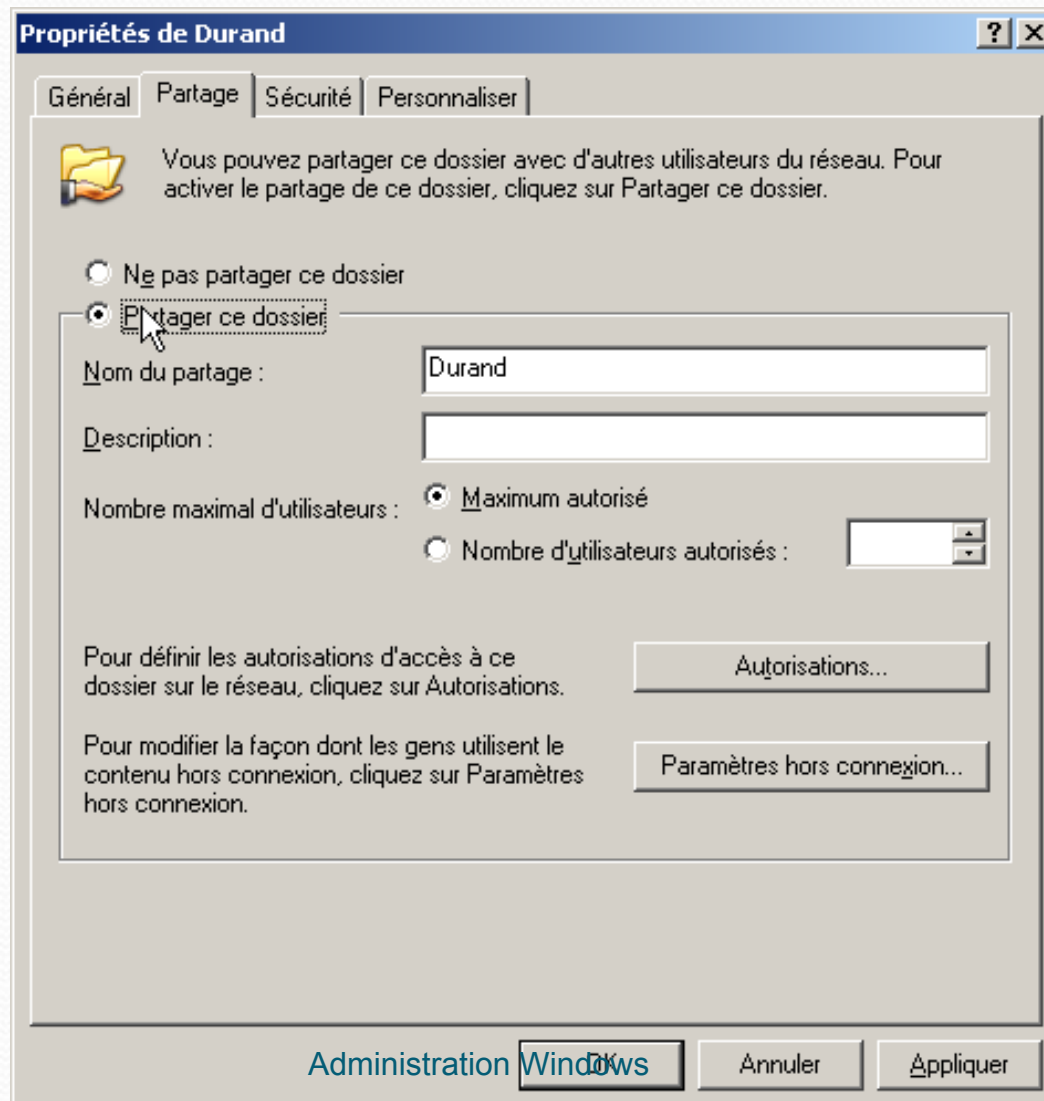 Propriétés de Durand
Général Partage Sécurité Personnaliser
Vous pouvez partager ce dossier avec d'autres utilisateurs du réseau. Pour
activer le partage de ce dossier, cliquez sur Partager ce dossier.
Ne pas partager ce dossier
Partager ce dossier
Nom du partage : Durand
Description :
Nombre maximal d'utilisateurs : Maximum autorisé
Nombre d'utilisateurs autorisés :
Pour définir les autorisations d'accès à ce
dossier sur le réseau, cliquez sur Autorisations.
Autorisations...
Pour modifier la façon dont les gens utilisent le
contenu hors connexion, cliquez sur Paramètres
hors connexion.
Paramètres hors connexion...
Administration Windows
OK Annuler Appliquer